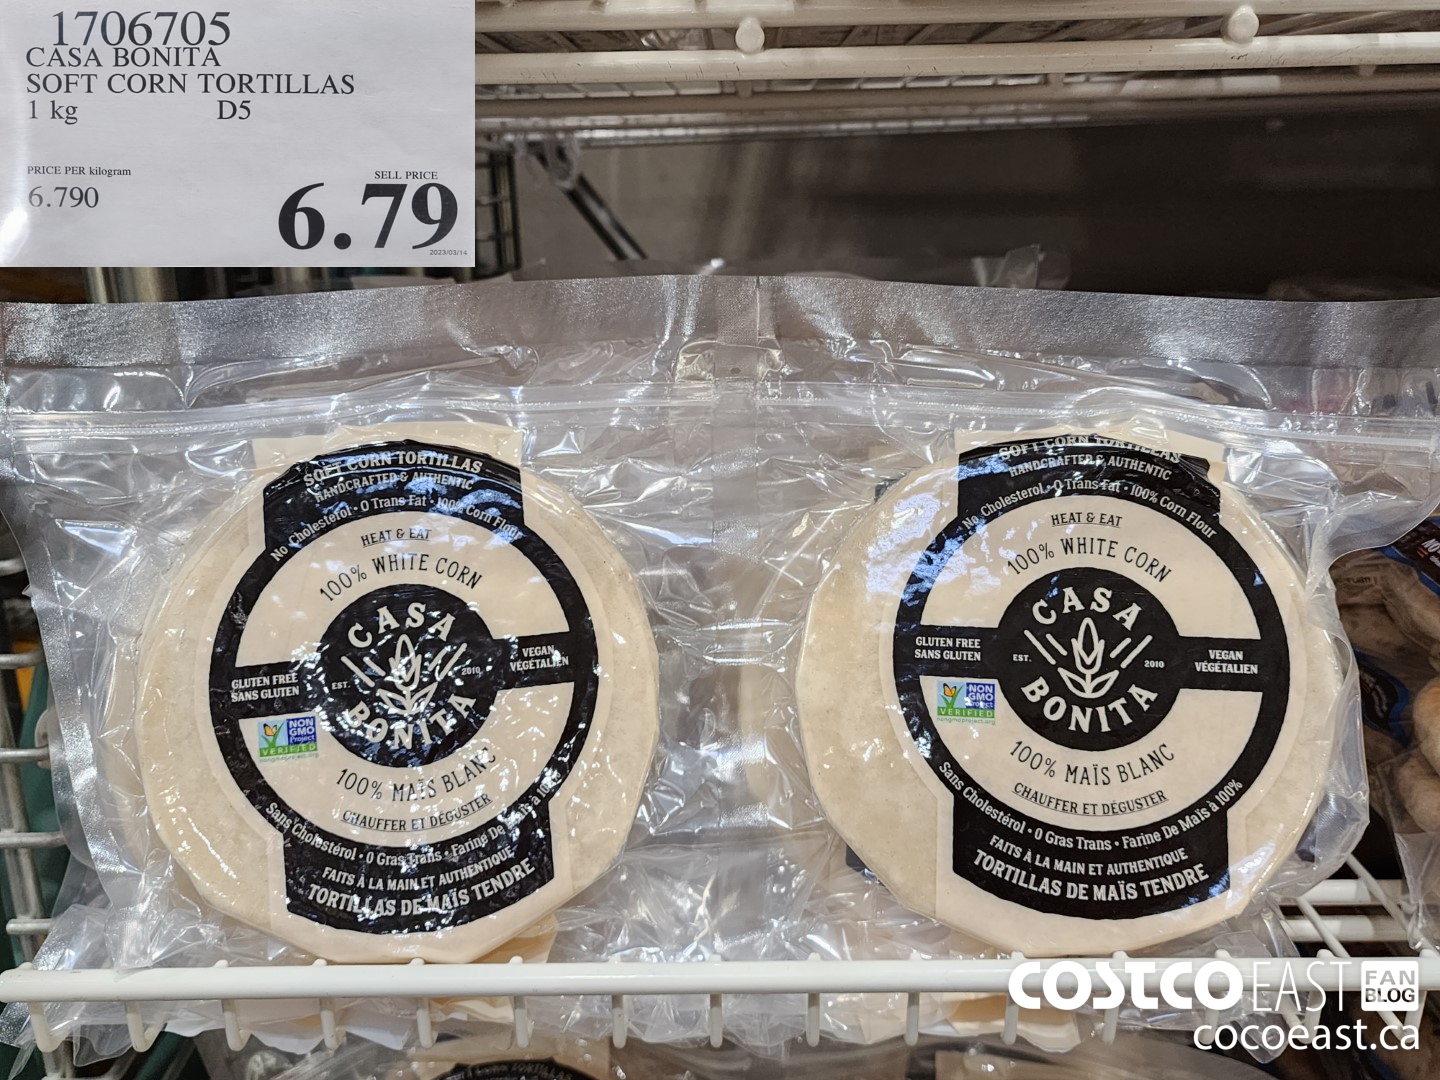 1706705
CASA BONITA
SOFT CORN TORTILLAS
1 kg D5
PRICE PER kilogram
6.790
SELL PRICE
6.79
2023/03/14
SOFT CORN TORTILLAS
HANDCRAFTED & AUTHENTIC
No Cholesterol • 0 Trans Fat • 100% Corn Flour
HEAT & EAT
100% WHITE CORN
CASA
EST. 2010
BONITA
GLUTEN FREE
SANS GLUTEN
VEGAN
VÉGÉTALIEN
NON
GMO
Project
VERIFIED
nongmoproject.org
100% MAÏS BLANC
CHAUFFER ET DÉGUSTER
Sans Cholestérol • 0 Gras Trans • Farine De Maïs à 100%
FAITS À LA MAIN ET AUTHENTIQUE
TORTILLAS DE MAÏS TENDRE
SOFT CORN TORTILLAS
HANDCRAFTED & AUTHENTIC
No Cholesterol • 0 Trans Fat • 100% Corn Flour
HEAT & EAT
100% WHITE CORN
CASA
EST. 2010
BONITA
GLUTEN FREE
SANS GLUTEN
VEGAN
VÉGÉTALIEN
NON
GMO
Project
VERIFIED
nongmoproject.org
100% MAÏS BLANC
CHAUFFER ET DÉGUSTER
Sans Cholestérol • 0 Gras Trans • Farine De Maïs à 100%
FAITS À LA MAIN ET AUTHENTIQUE
TORTILLAS DE MAÏS TENDRE
COSTCO EAST FAN BLOG
cocoeast.ca